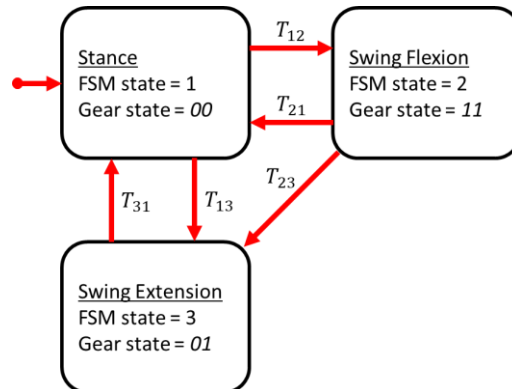 Stance
FSM state = 1
Gear state = 00
T12
Swing Flexion
FSM state = 2
Gear state = 11
T21
T23
T31
T13
Swing Extension
FSM state = 3
Gear state = 01